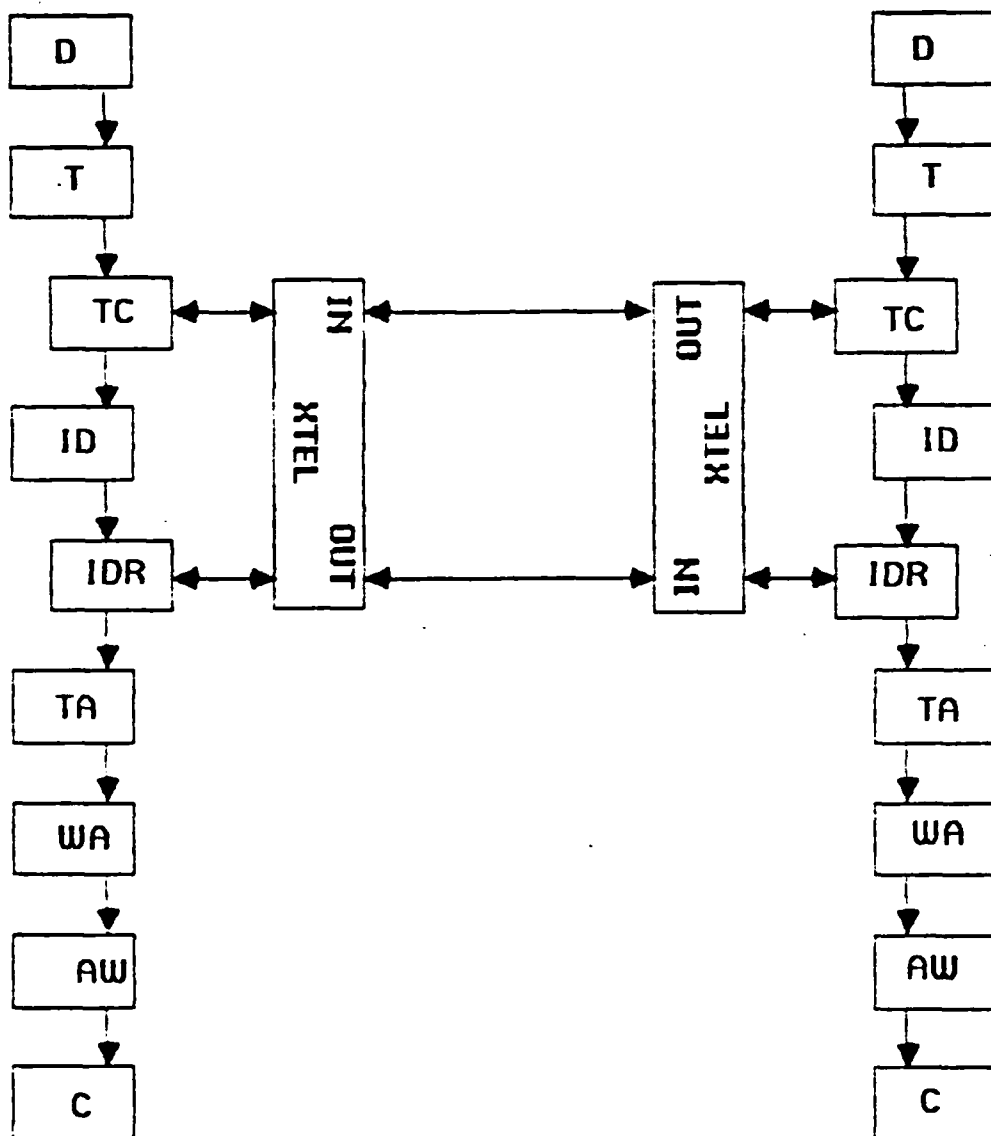 D
T
TC
ID
IDR
TA
WA
AW
C
IN
XTEL
OUT
OUT
XTEL
IN
D
T
TC
ID
IDR
TA
WA
AW
C